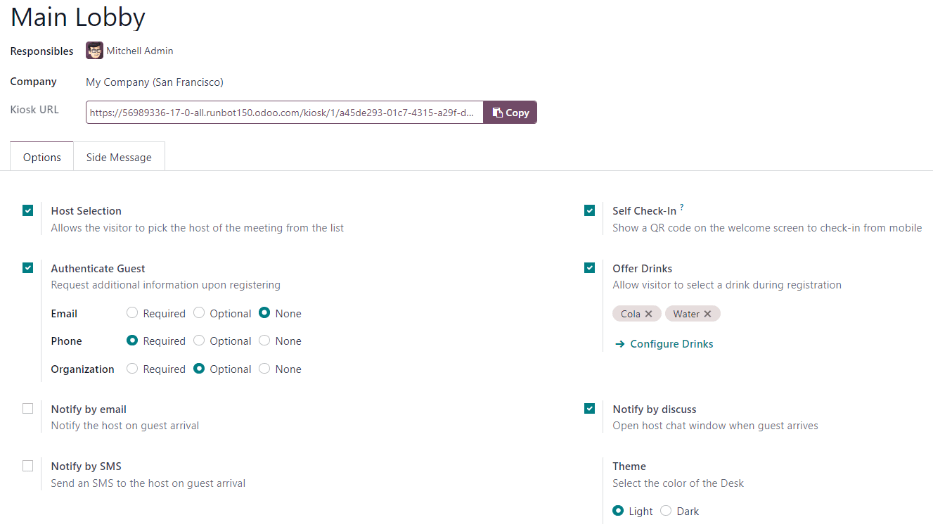 Main Lobby
Responsibles Mitchell Admin
Company My Company (San Francisco)
Kiosk URL https://56989336-17-0-all.runbot150.odoo.com/kiosk/1/a45de293-01c7-4315-a29f-d... Copy
Options Side Message
Host Selection
Allows the visitor to pick the host of the meeting from the list
Self Check-In ?
Show a QR code on the welcome screen to check-in from mobile
Authenticate Guest
Request additional information upon registering
Email Required Optional None
Phone Required Optional None
Organization Required Optional None
Offer Drinks
Allow visitor to select a drink during registration
Cola Water
Configure Drinks
Notify by email
Notify the host on guest arrival
Notify by discuss
Open host chat window when guest arrives
Notify by SMS
Send an SMS to the host on guest arrival
Theme
Select the color of the Desk
Light Dark